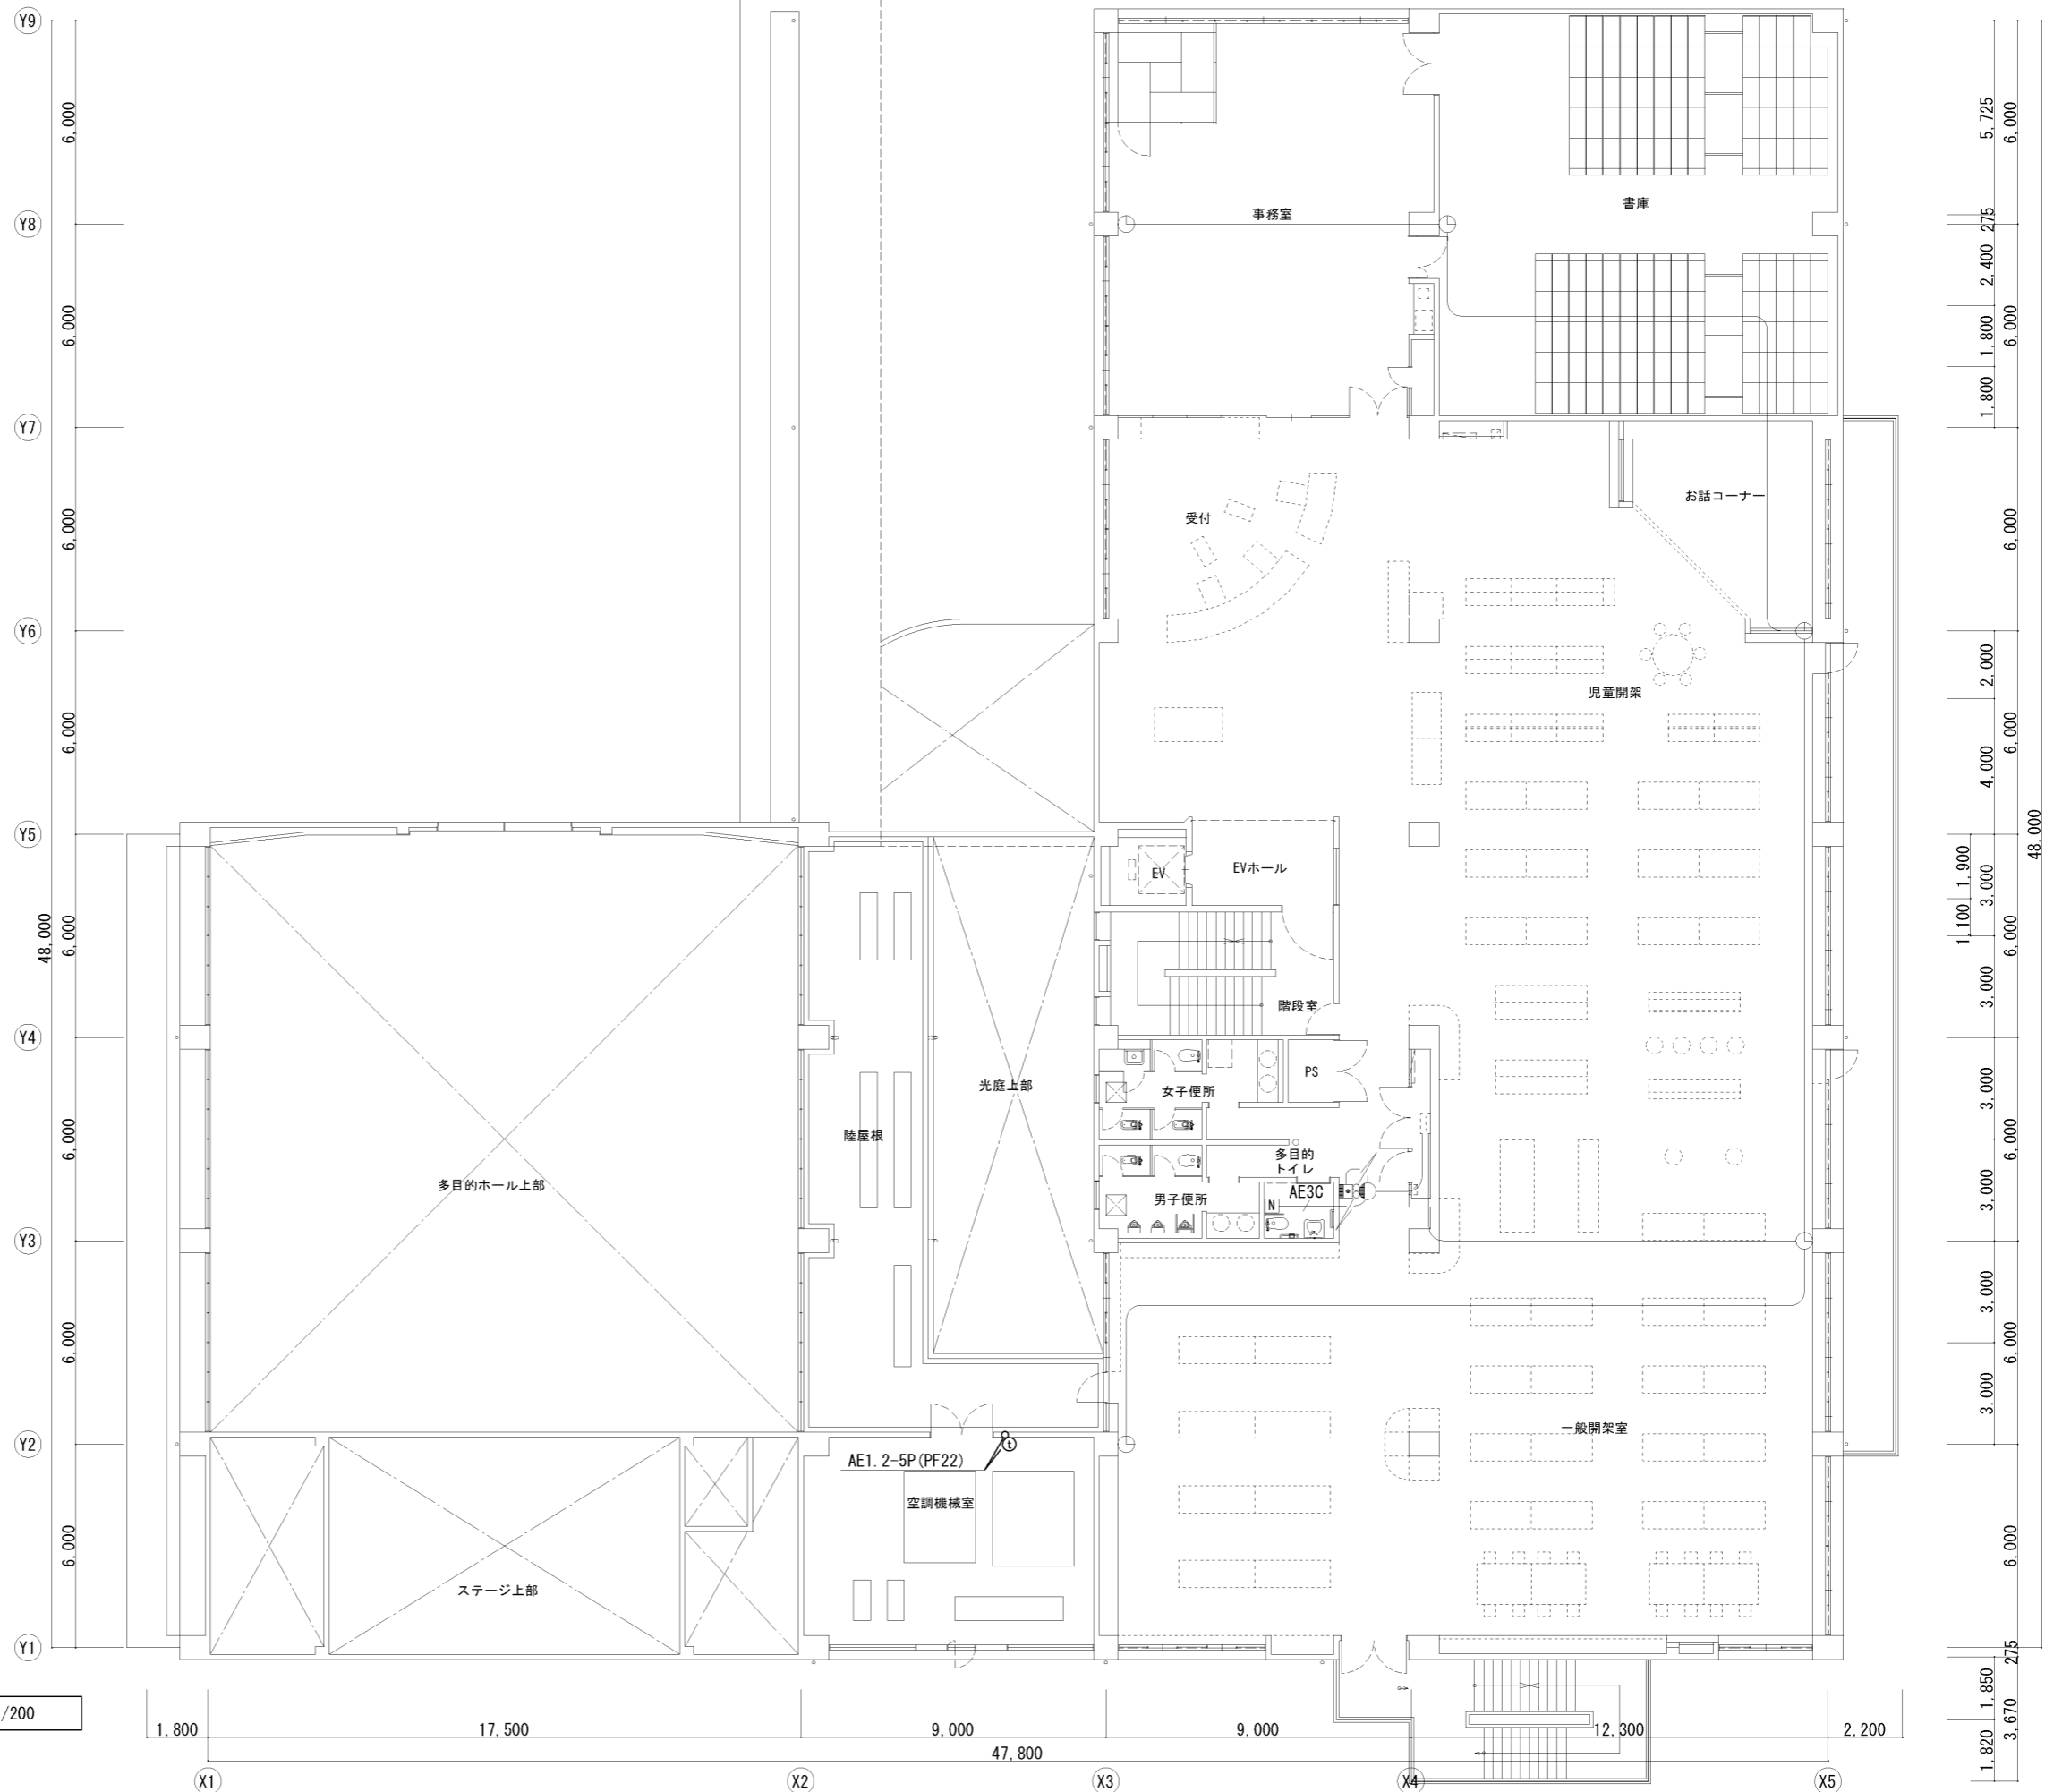 Y9
Y8
Y7
Y6
Y5
Y4
Y3
Y2
Y1
6,000
6,000
6,000
6,000
6,000
6,000
6,000
6,000
48,000
事務室
書庫
受付
お話コーナー
児童開架
EV
EVホール
階段室
PS
女子便所
多目的
トイレ
AE3C
N
男子便所
光庭上部
陸屋根
多目的ホール上部
一般開架室
AE1.2-5P(PF22)
t
空調機械室
ステージ上部
5,725
275
2,400
1,800
1,800
2,000
4,000
1,900
1,100
3,000
3,000
3,000
3,000
3,000
3,000
275
1,850
1,820
6,000
6,000
6,000
6,000
6,000
6,000
6,000
6,000
3,670
48,000
/200
1,800
17,500
9,000
9,000
12,300
2,200
47,800
X1
X2
X3
X4
X5